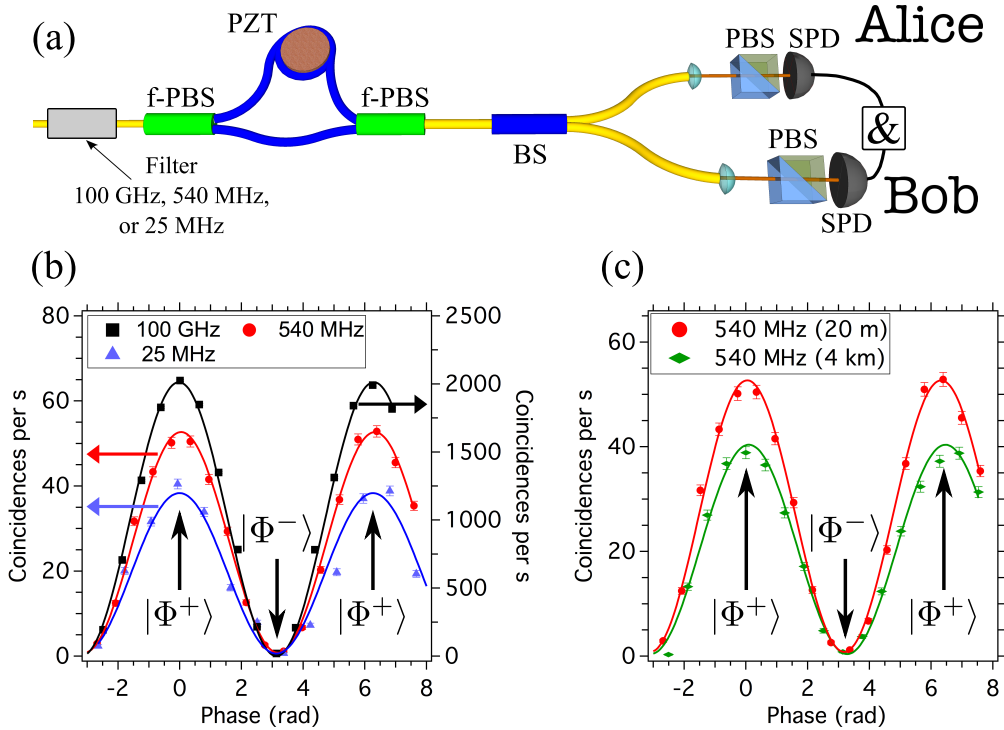 (a)
PZT
f-PBS
f-PBS
Filter
100 GHz, 540 MHz,
or 25 MHz
BS
PBS
SPD
Alice
&
PBS
SPD
Bob
(b)
80
60
40
20
0
Coincidences per s
2500
2000
1500
1000
500
0
Coincidences per s
100 GHz
540 MHz
25 MHz
|Φ⁺⟩
|Φ⁻⟩
|Φ⁺⟩
-2 0 2 4 6 8
Phase (rad)
(c)
60
40
20
0
Coincidences per s
540 MHz (20 m)
540 MHz (4 km)
|Φ⁺⟩
|Φ⁻⟩
|Φ⁺⟩
-2 0 2 4 6 8
Phase (rad)